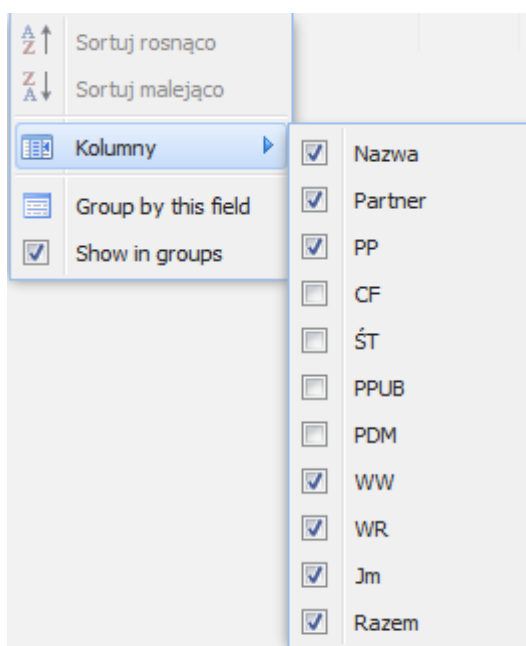 Sortuj rosnąco
Sortuj malejąco
Kolumny
Group by this field
Show in groups
Nazwa
Partner
PP
CF
ŚT
PPUB
PDM
WW
WR
Jm
Razem